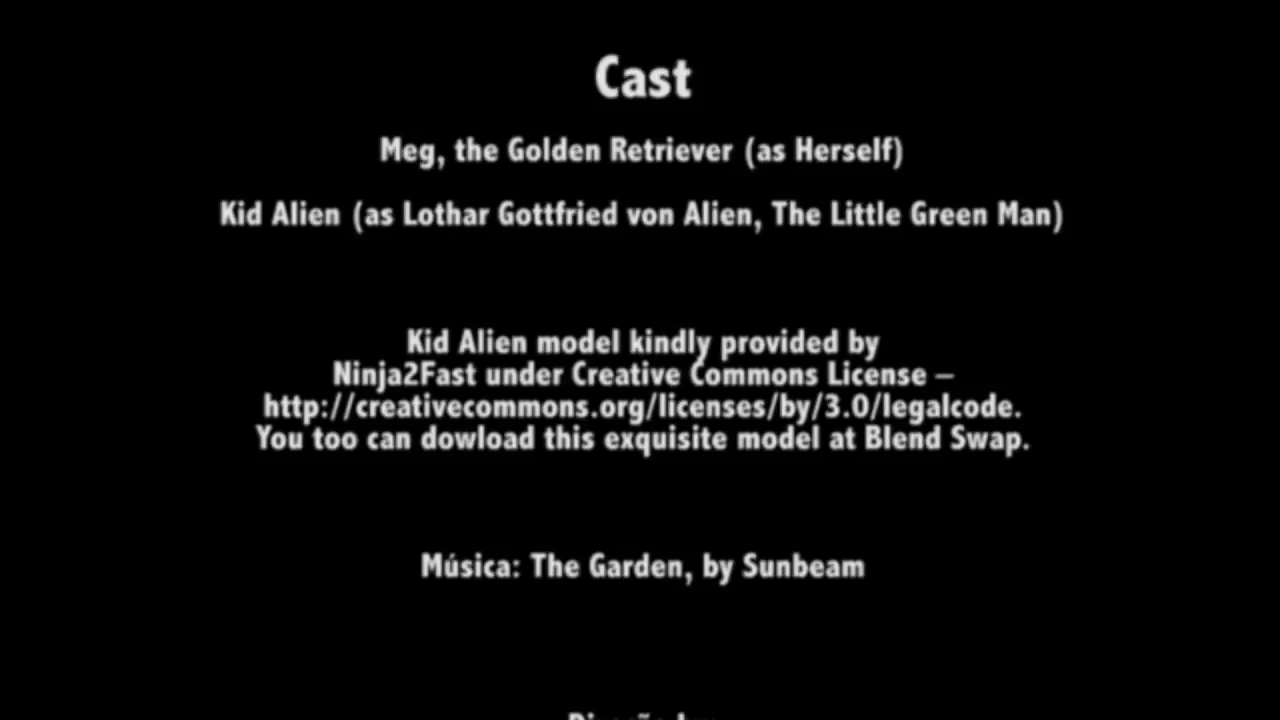 Cast
Meg, the Golden Retriever (as Herself)
Kid Alien (as Lothar Gottfried von Alien, The Little Green Man)
Kid Alien model kindly provided by
Ninja2Fast under Creative Commons License –
http://creativecommons.org/licenses/by/3.0/legalcode.
You too can dowload this exquisite model at Blend Swap.
Música: The Garden, by Sunbeam